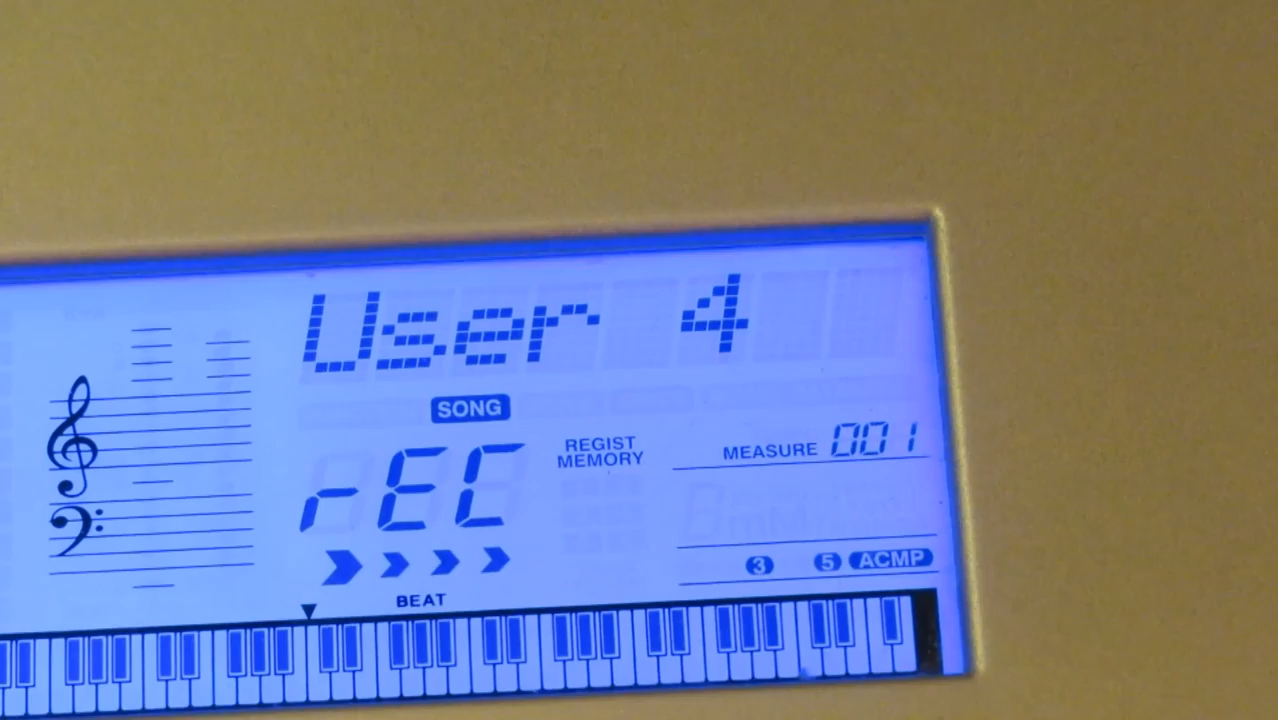 User 4
SONG
rEC
REGIST
MEMORY
MEASURE 001
3 5 ACMP
BEAT